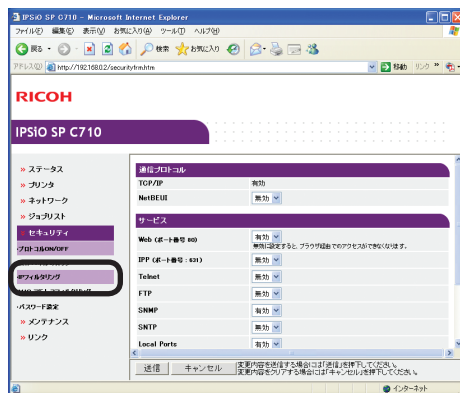 IPSiO SP C710 - Microsoft Internet Explorer
ファイル(F) 編集(E) 表示(V) お気に入り(A) ツール(T) ヘルプ(H)
戻る 検索 お気に入り
アドレス(D) http://192.168.0.2/securityfrm.htm 移動 リンク »
RICOH
IPSiO SP C710
» ステータス
» プリンタ
» ネットワーク
» ジョブリスト
» セキュリティ
・プロトコルON/OFF
・IPフィルタリング
・パスワード設定
» メンテナンス
» リンク
通信プロトコル
TCP/IP 有効
NetBEUI 無効
サービス
Web (ポート番号 80) 有効
無効に設定すると、ブラウザ経由でのアクセスができなくなります。
IPP (ポート番号 : 631) 無効
Telnet 無効
FTP 無効
SNMP 有効
SNTP 無効
Local Ports 有効
送信 キャンセル
変更内容を送信する場合には「送信」を押下してください。
変更内容をクリアする場合には「キャンセル」を押下してください。
インターネット